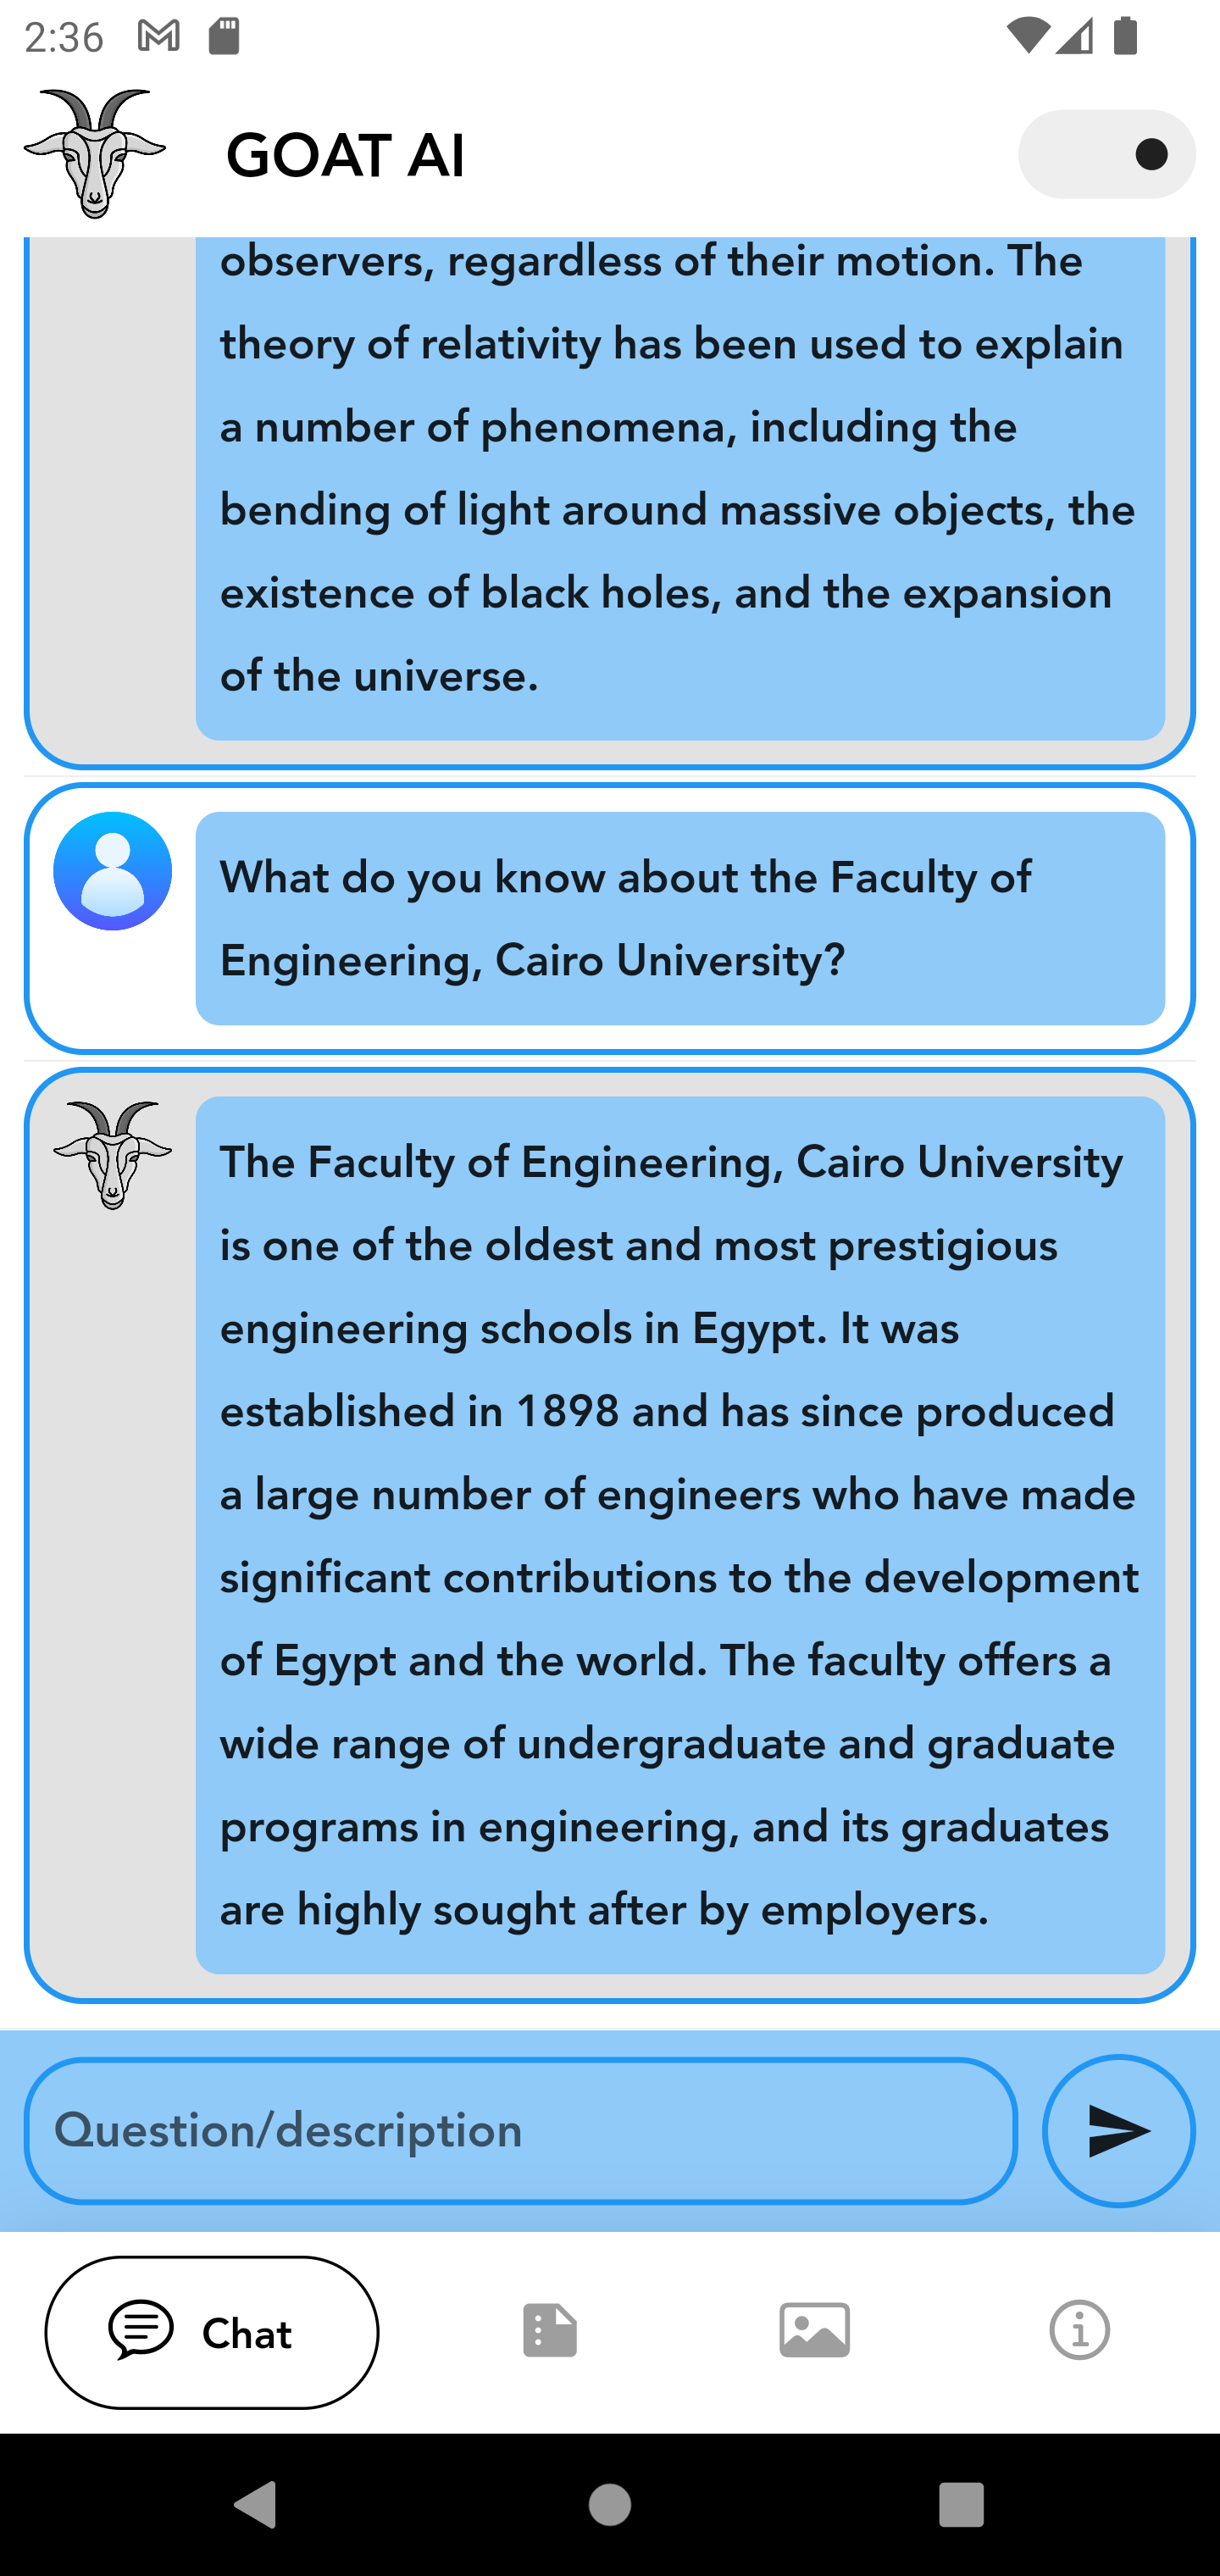 2:36
GOAT AI
observers, regardless of their motion. The
theory of relativity has been used to explain
a number of phenomena, including the
bending of light around massive objects, the
existence of black holes, and the expansion
of the universe.
What do you know about the Faculty of
Engineering, Cairo University?
The Faculty of Engineering, Cairo University
is one of the oldest and most prestigious
engineering schools in Egypt. It was
established in 1898 and has since produced
a large number of engineers who have made
significant contributions to the development
of Egypt and the world. The faculty offers a
wide range of undergraduate and graduate
programs in engineering, and its graduates
are highly sought after by employers.
Question/description
Chat